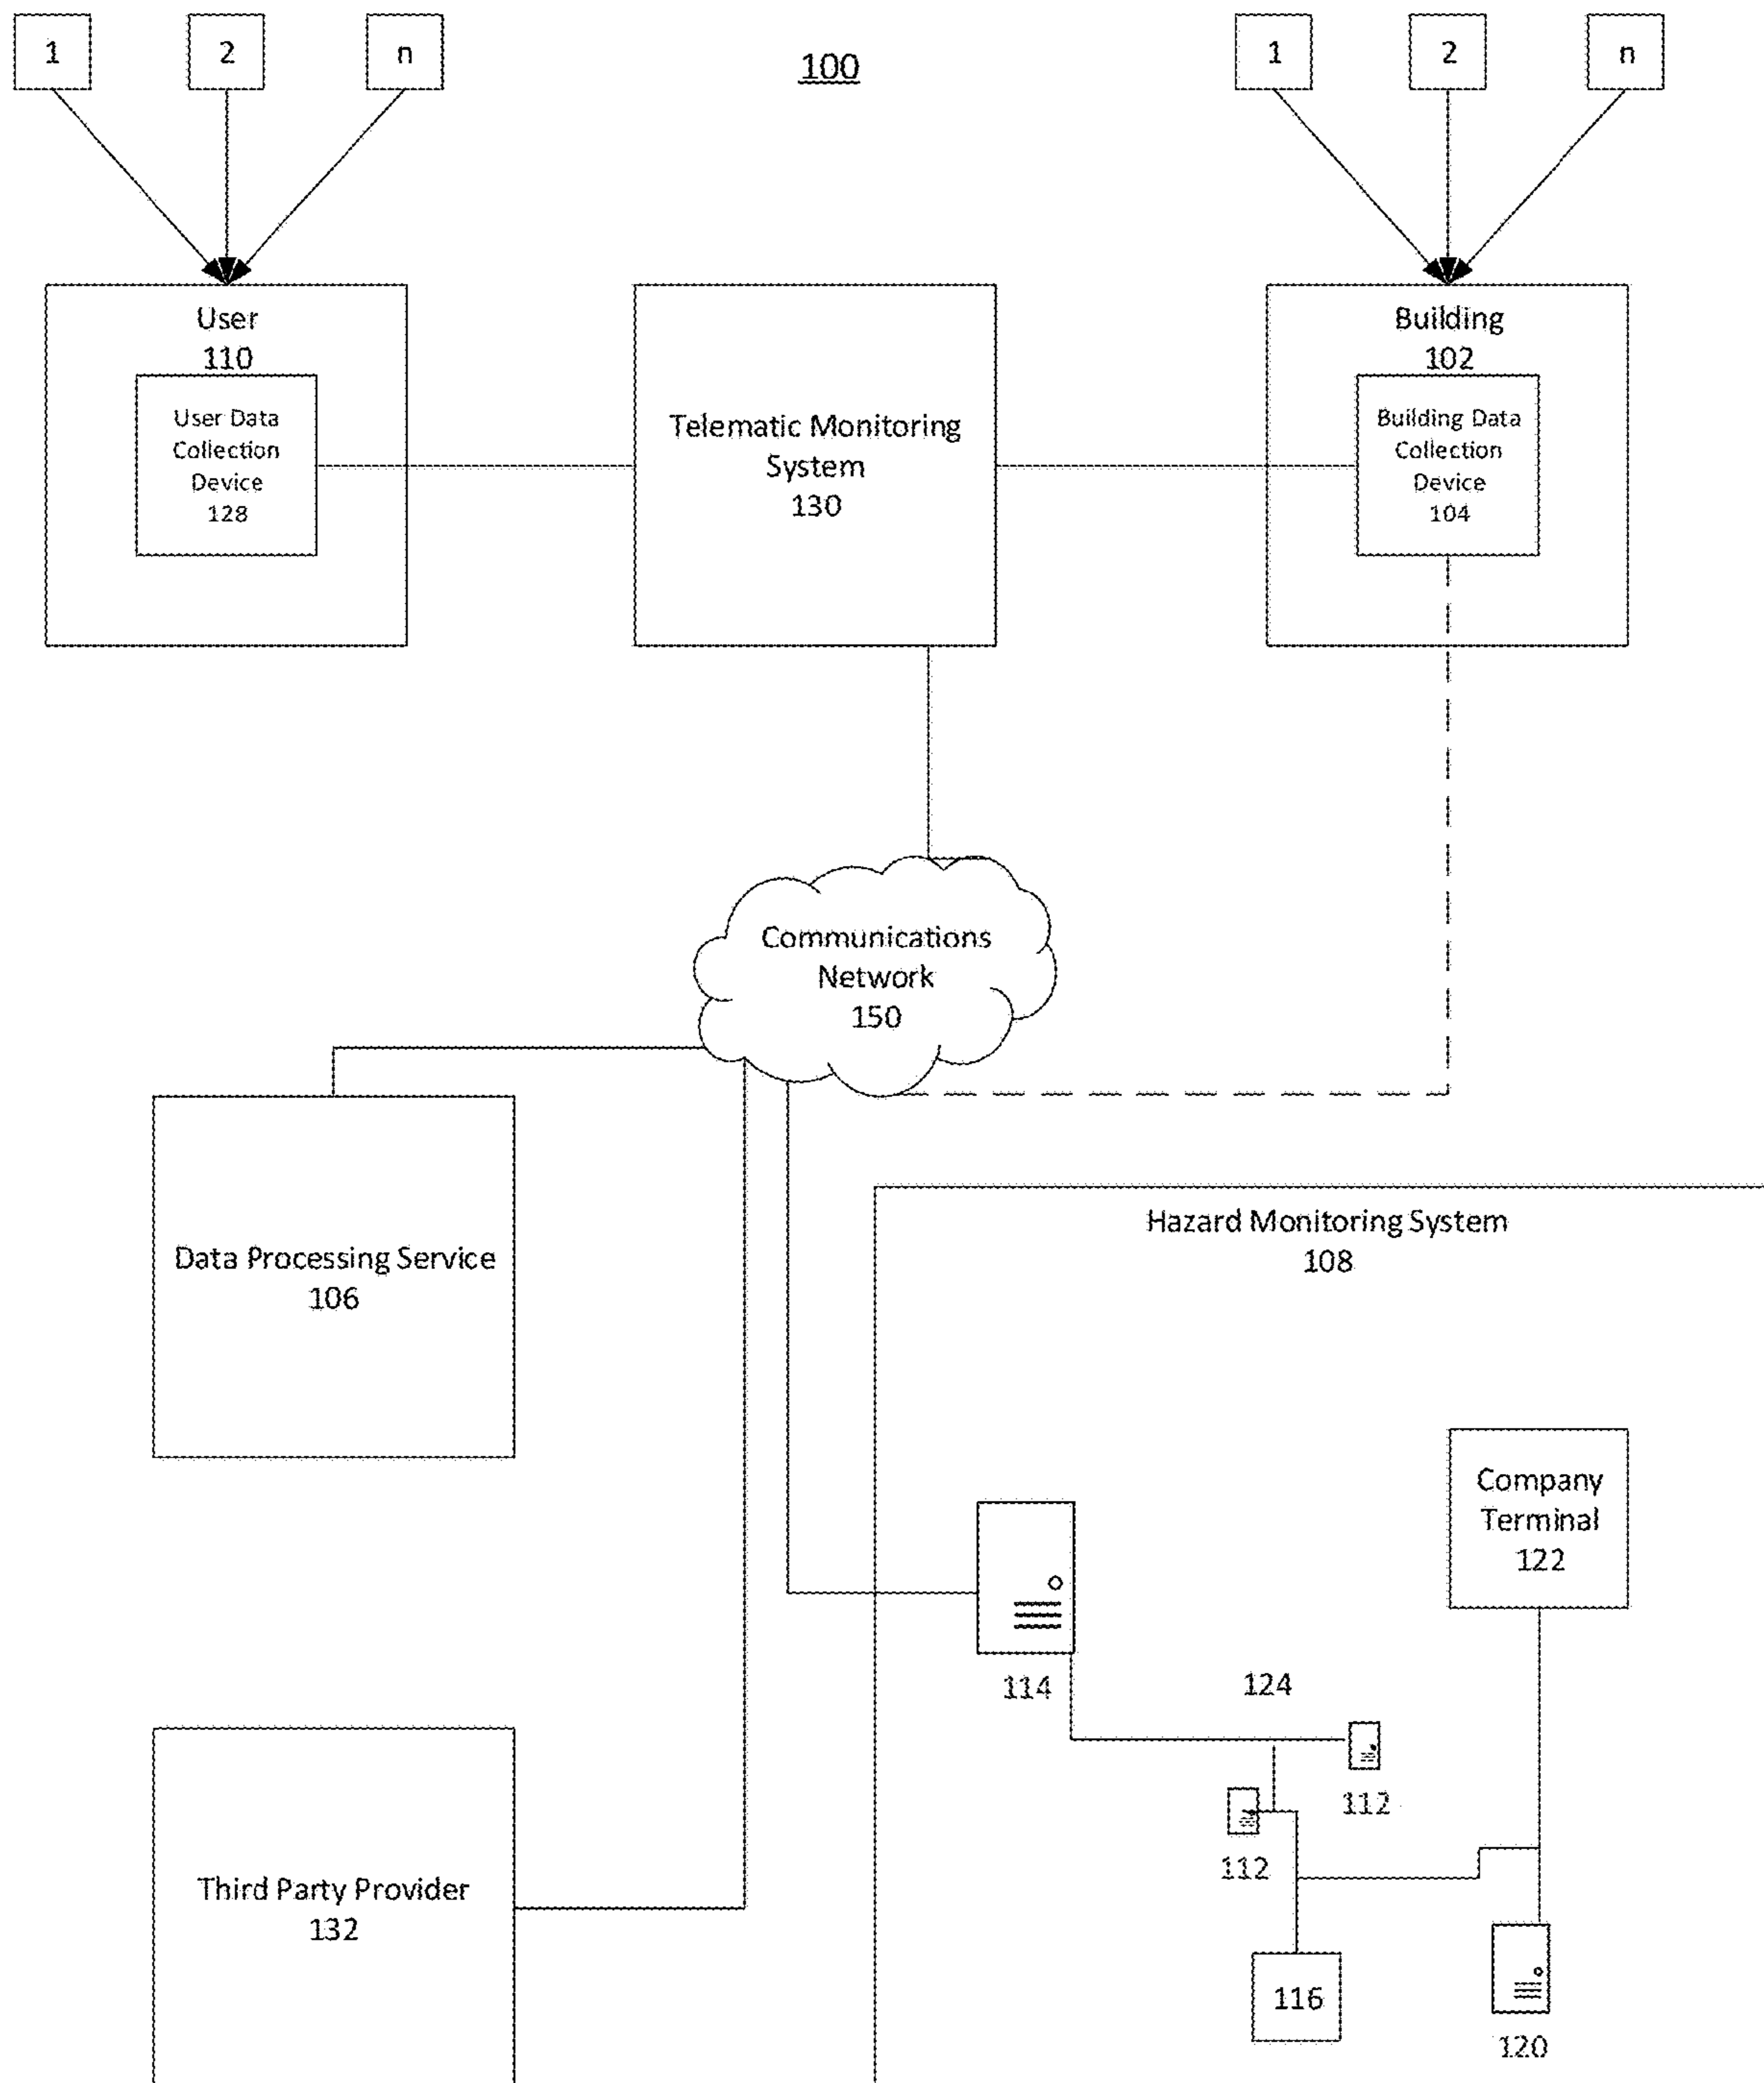 1
2
n
100
1
2
n
User
110
User Data
Collection
Device
128
Telematic Monitoring
System
130
Building
102
Building Data
Collection
Device
104
Communications
Network
150
Data Processing Service
106
Hazard Monitoring System
108
Company
Terminal
122
114
124
112
112
Third Party Provider
132
116
120